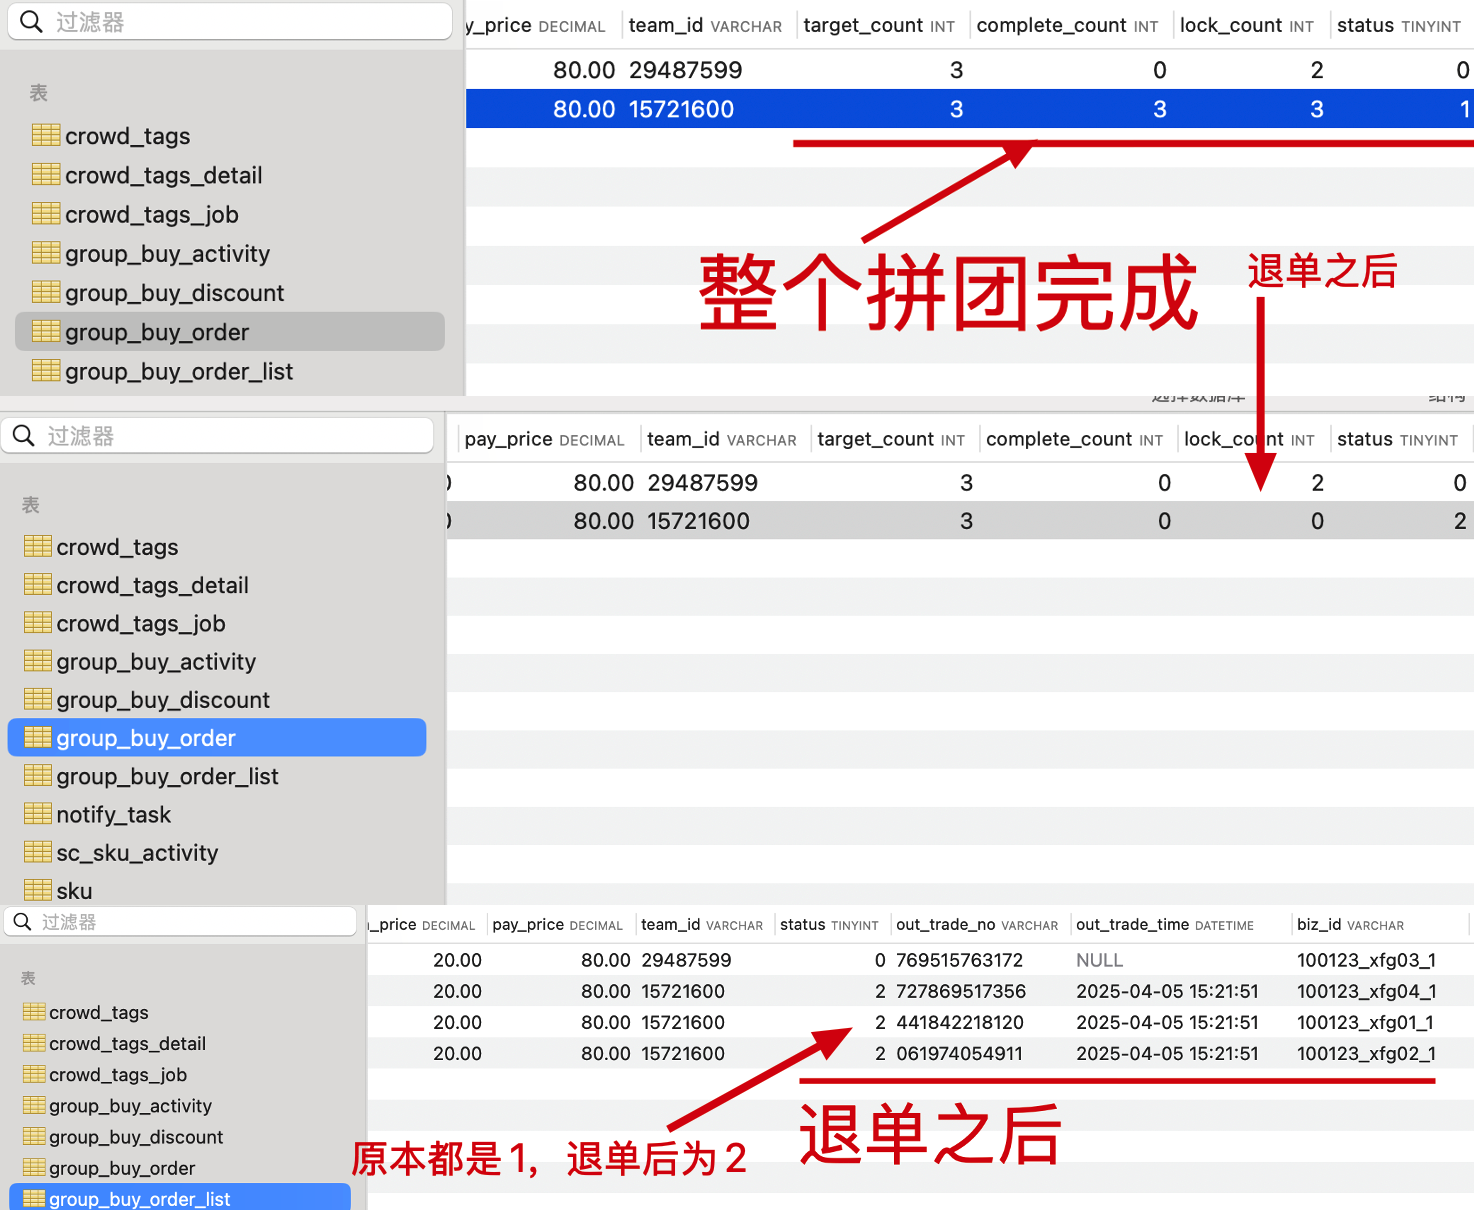 过滤器
y_price DECIMAL team_id VARCHAR target_count INT complete_count INT lock_count INT status TINYINT
80.00 29487599 3 0 2 0
80.00 15721600 3 3 3 1
表
crowd_tags
crowd_tags_detail
crowd_tags_job
group_buy_activity
group_buy_discount
group_buy_order
group_buy_order_list
整个拼团完成
退单之后
选择数据库 结构
过滤器
pay_price DECIMAL team_id VARCHAR target_count INT complete_count INT lock_count INT status TINYINT
80.00 29487599 3 0 2 0
80.00 15721600 3 0 0 2
表
crowd_tags
crowd_tags_detail
crowd_tags_job
group_buy_activity
group_buy_discount
group_buy_order
group_buy_order_list
notify_task
sc_sku_activity
sku
过滤器
_price DECIMAL pay_price DECIMAL team_id VARCHAR status TINYINT out_trade_no VARCHAR out_trade_time DATETIME biz_id VARCHAR
20.00 80.00 29487599 0 769515763172 NULL 100123_xfg03_1
20.00 80.00 15721600 2 727869517356 2025-04-05 15:21:51 100123_xfg04_1
20.00 80.00 15721600 2 441842218120 2025-04-05 15:21:51 100123_xfg01_1
20.00 80.00 15721600 2 061974054911 2025-04-05 15:21:51 100123_xfg02_1
表
crowd_tags
crowd_tags_detail
crowd_tags_job
group_buy_activity
group_buy_discount
group_buy_order
group_buy_order_list
原本都是1，退单后为2
退单之后